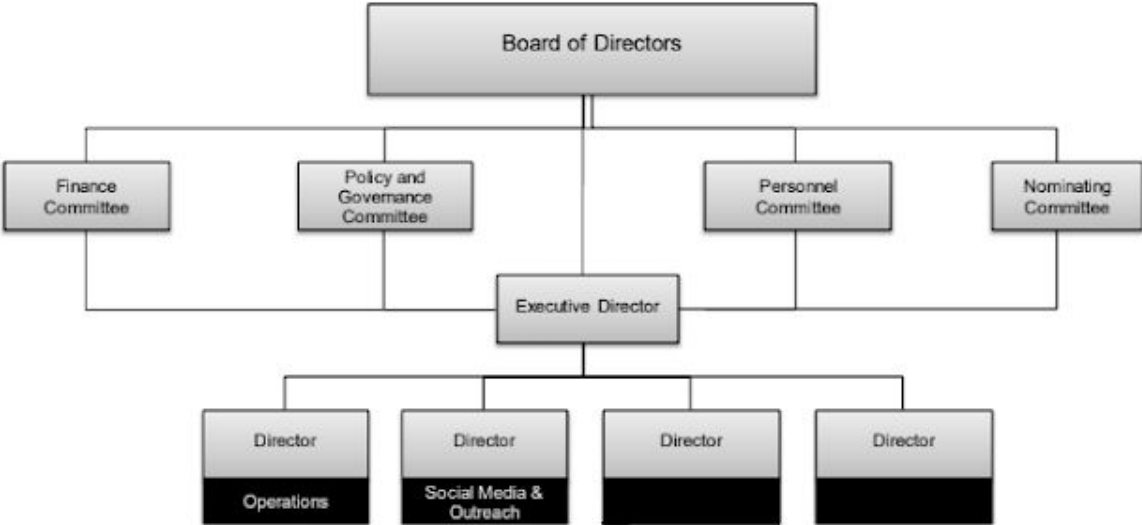 Board of Directors
Finance
Committee
Policy and
Governance
Committee
Personnel
Committee
Nominating
Committee
Executive Director
Director
Operations
Director
Social Media &
Outreach
Director
Director